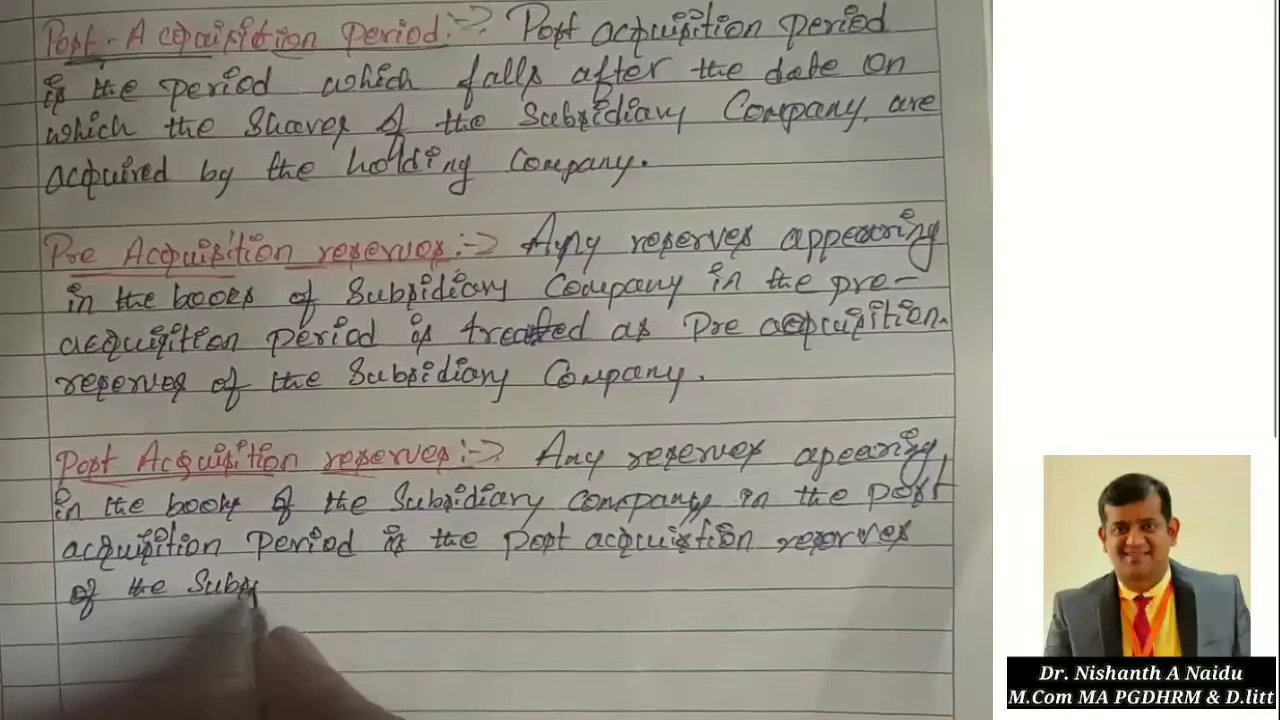 Post-Acquisition period:-> Post acquisition period
is the period which falls after the date on
which the Shares of the Subsidiary Company, are
acquired by the holding Company.
Pre Acquisition reserves:-> Any reserves appearing
in the books of Subsidiary Company in the pre-
acquisition period is treated as Pre acquisition.
reserves of the Subsidiary Company.
Post Acquisition reserves:-> Any reserves apearing,
in the books of the Subsidiary company in the post
acquisition Period is the post acquisition reserves
of the Subs
Dr. Nishanth A Naidu
M.Com MA PGDHRM & D.litt